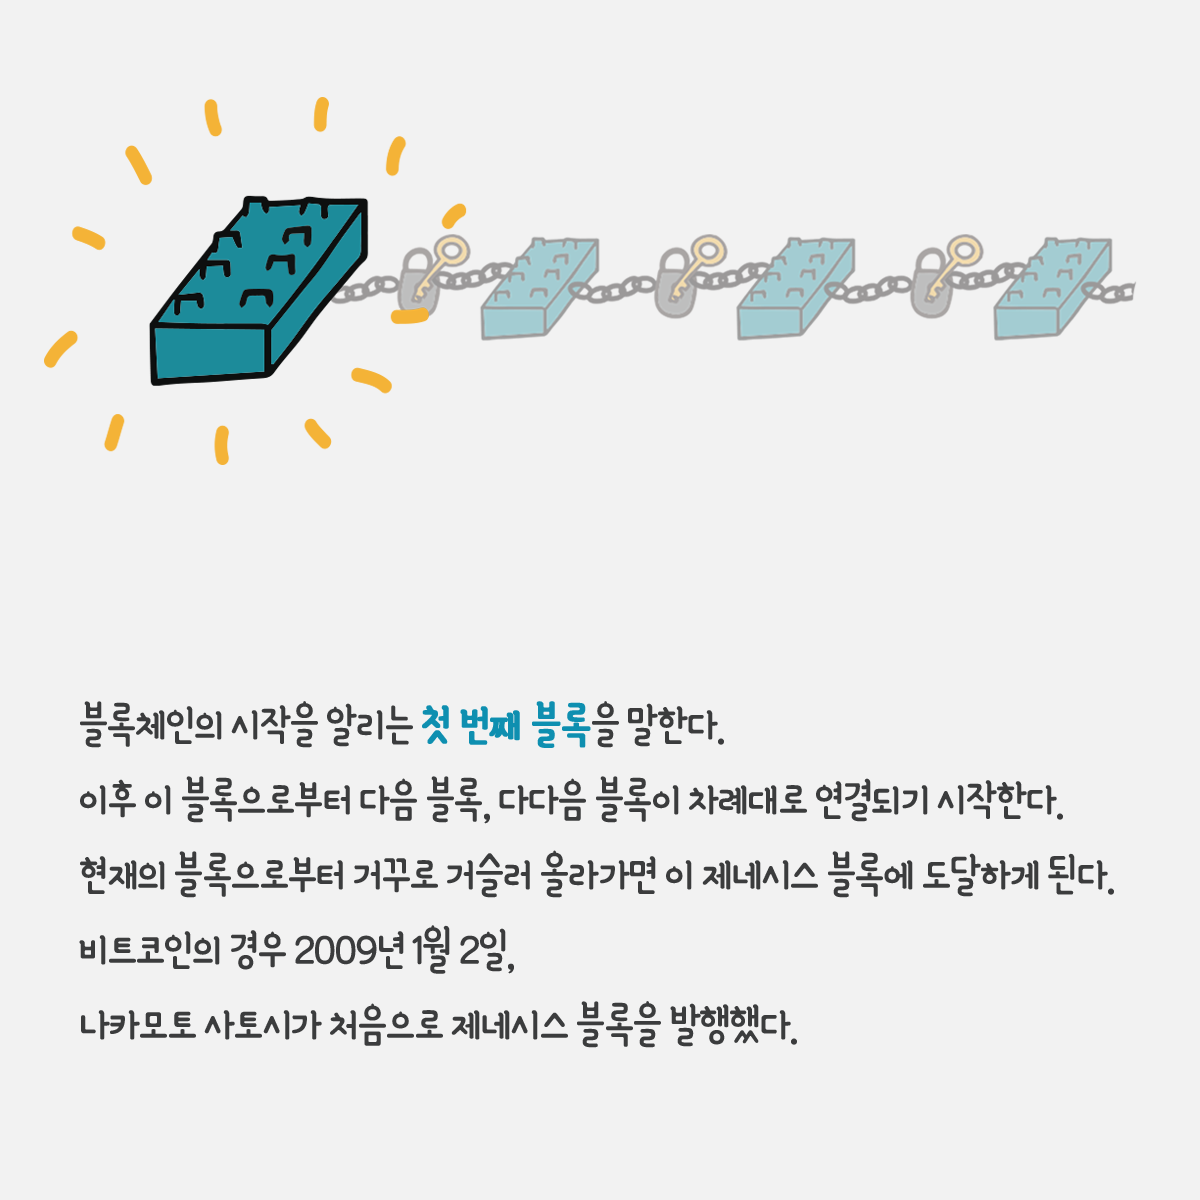 블록체인의 시작을 알리는 첫 번째 블록을 말한다.
이후 이 블록으로부터 다음 블록, 다다음 블록이 차례대로 연결되기 시작한다.
현재의 블록으로부터 거꾸로 거슬러 올라가면 이 제네시스 블록에 도달하게 된다.
비트코인의 경우 2009년 1월 2일,
나카모토 사토시가 처음으로 제네시스 블록을 발행했다.